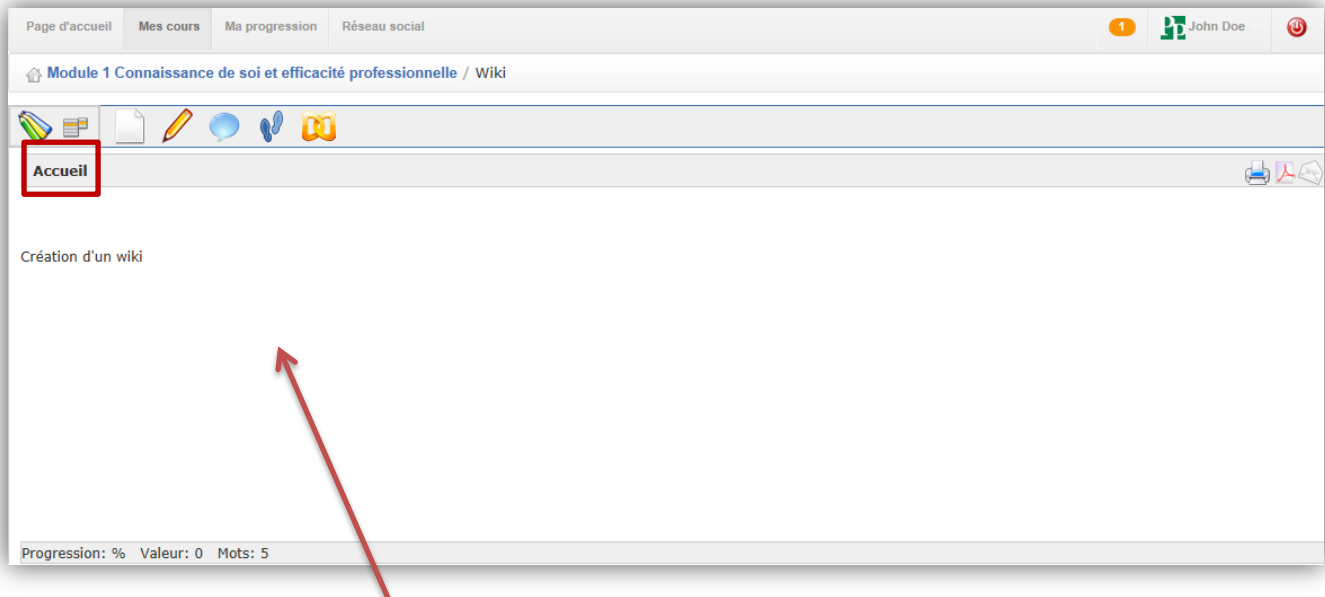 Page d'accueil Mes cours Ma progression Réseau social 1 John Doe
Module 1 Connaissance de soi et efficacité professionnelle / Wiki
Accueil
Création d'un wiki
Progression: % Valeur: 0 Mots: 5